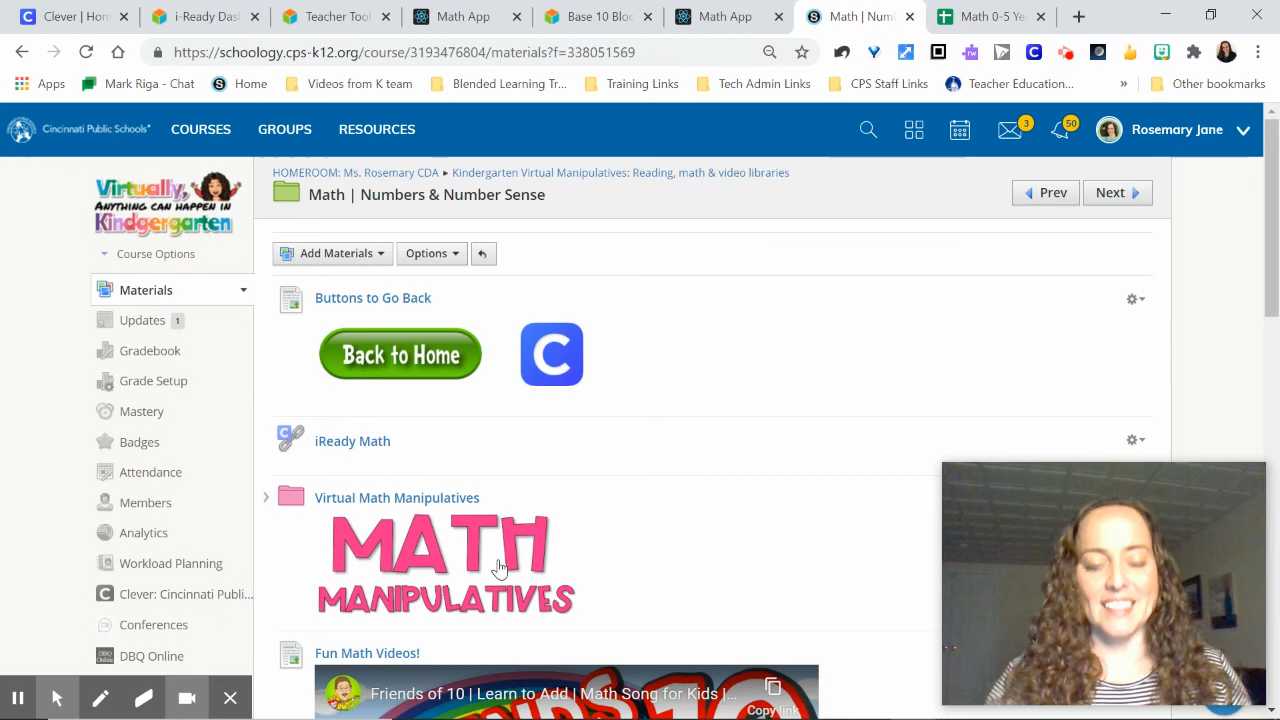 Clever | Hom
i-Ready Das
Teacher Tool
Math App
Base 10 Bloc
Math App
Math | Num
Math 0-5 Ye
https://schoology.cps-k12.org/course/3193476804/materials?f=338051569
Apps
Mark Riga - Chat
Home
Videos from K team
Blended Learning Tr...
Training Links
Tech Admin Links
CPS Staff Links
Teacher Education...
»
Other bookmarks
Cincinnati Public Schools
COURSES
GROUPS
RESOURCES
3
50
Rosemary Jane
HOMEROOM: Ms. Rosemary CDA ▸ Kindergarten Virtual Manipulatives: Reading, math & video libraries
Math | Numbers & Number Sense
Prev
Next
Virtually,
ANYTHING CAN HAPPEN IN
Kindergarten
Course Options
Materials
Updates 1
Gradebook
Grade Setup
Mastery
Badges
Attendance
Members
Analytics
Workload Planning
Clever: Cincinnati Publi...
Conferences
DBQ Online
Add Materials
Options
Buttons to Go Back
Back to Home
C
iReady Math
Virtual Math Manipulatives
MATH
MANIPULATIVES
Fun Math Videos!
Friends of 10 | Learn to Add | Math Song for Kids |...
Copy link